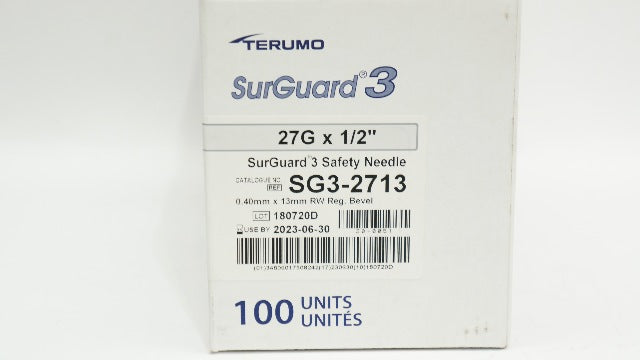 TERUMO
SurGuard®3
27G x 1/2"
SurGuard®3 Safety Needle
CATALOGUE NO.
REF SG3-2713
0.40mm x 13mm RW Reg. Bevel
LOT 180720D
USE BY 2023-06-30
100 UNITS
UNITÉS